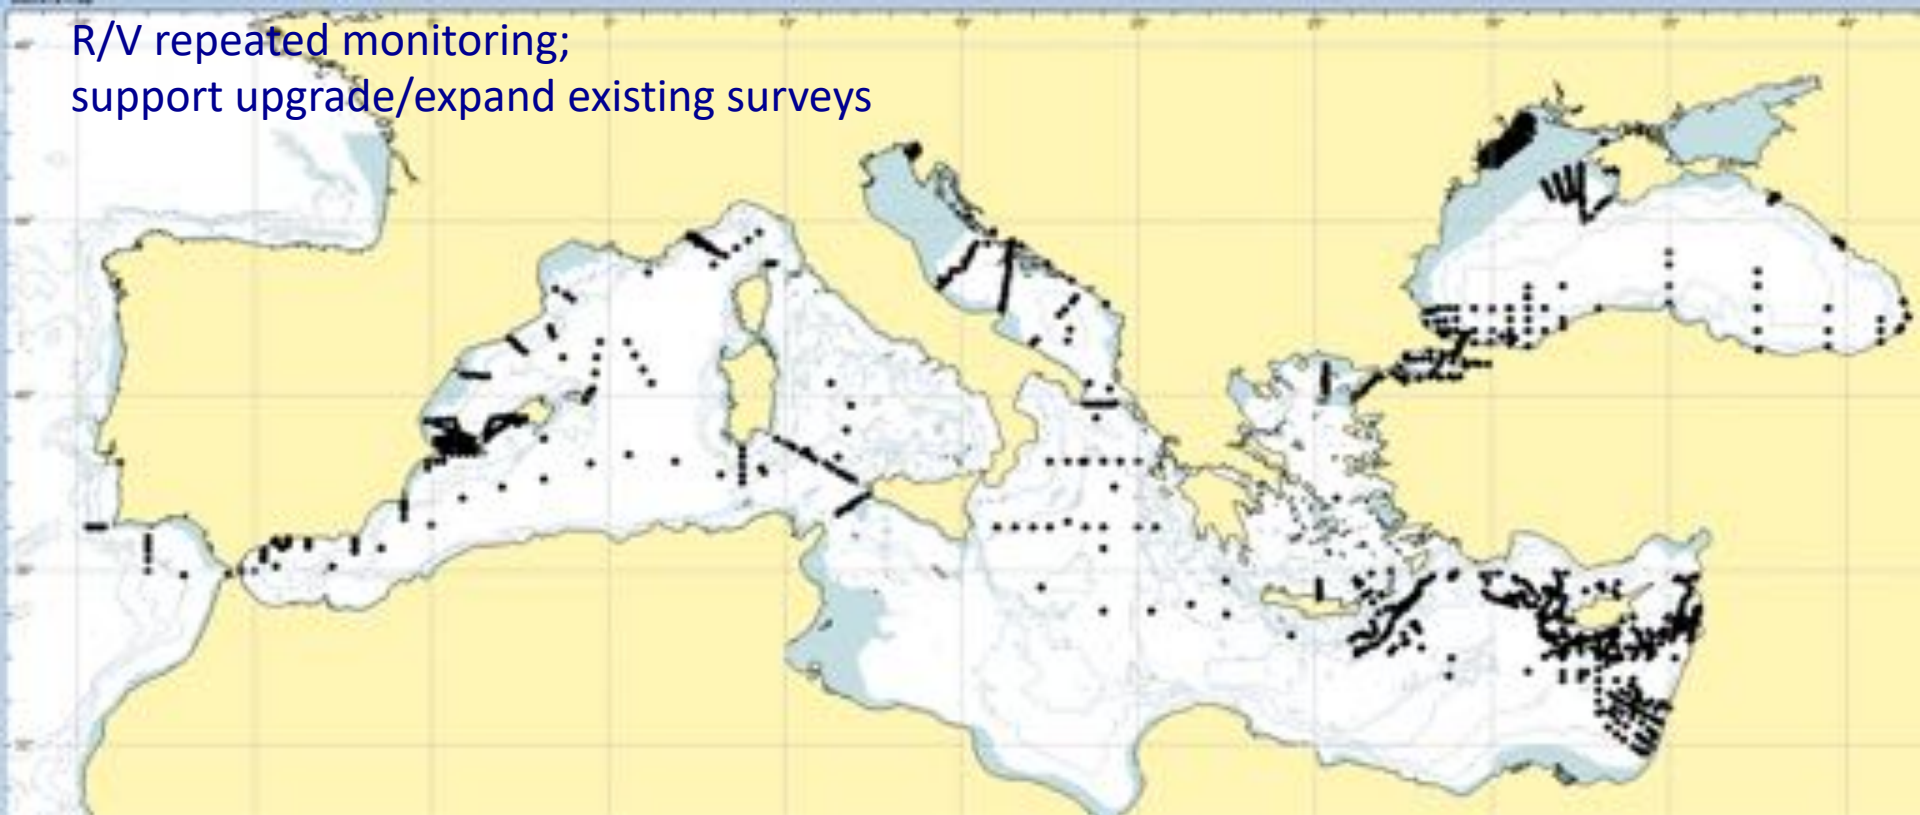 R/V repeated monitoring;
support upgrade/expand existing surveys